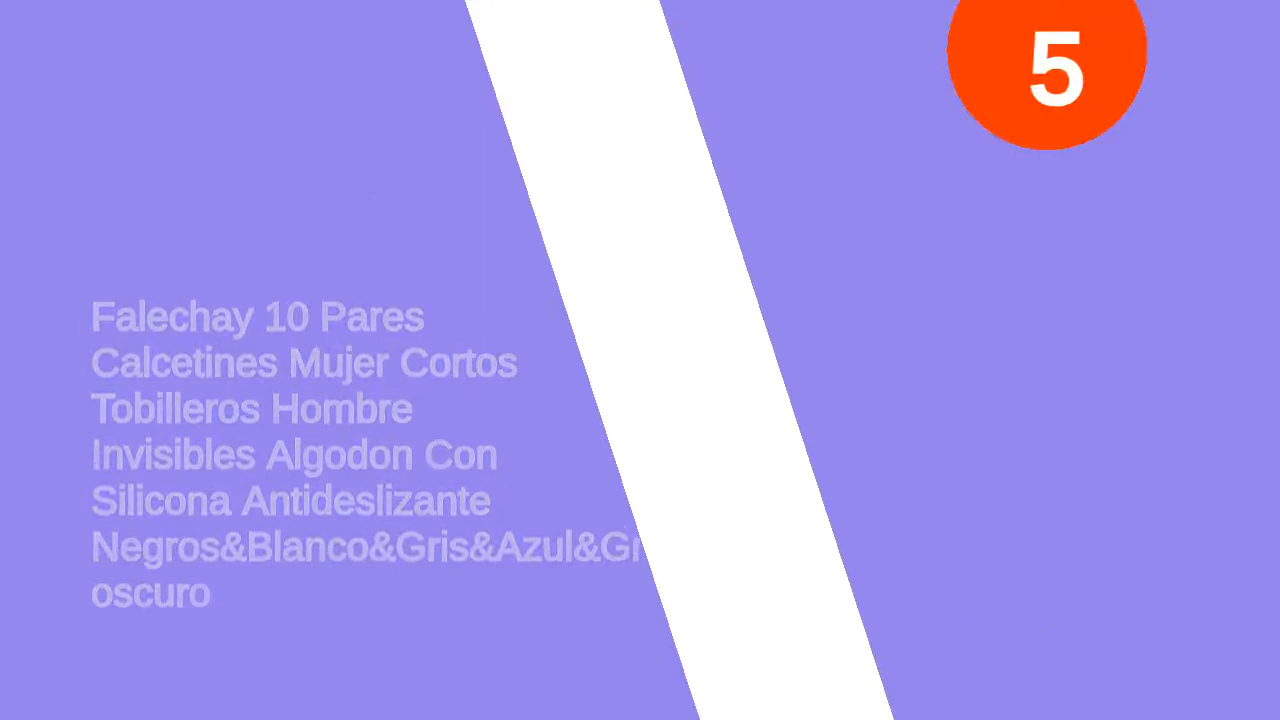 5
Falechay 10 Pares
Calcetines Mujer Cortos
Tobilleros Hombre
Invisibles Algodon Con
Silicona Antideslizante
Negros&Blanco&Gris&Azul&Gr
oscuro